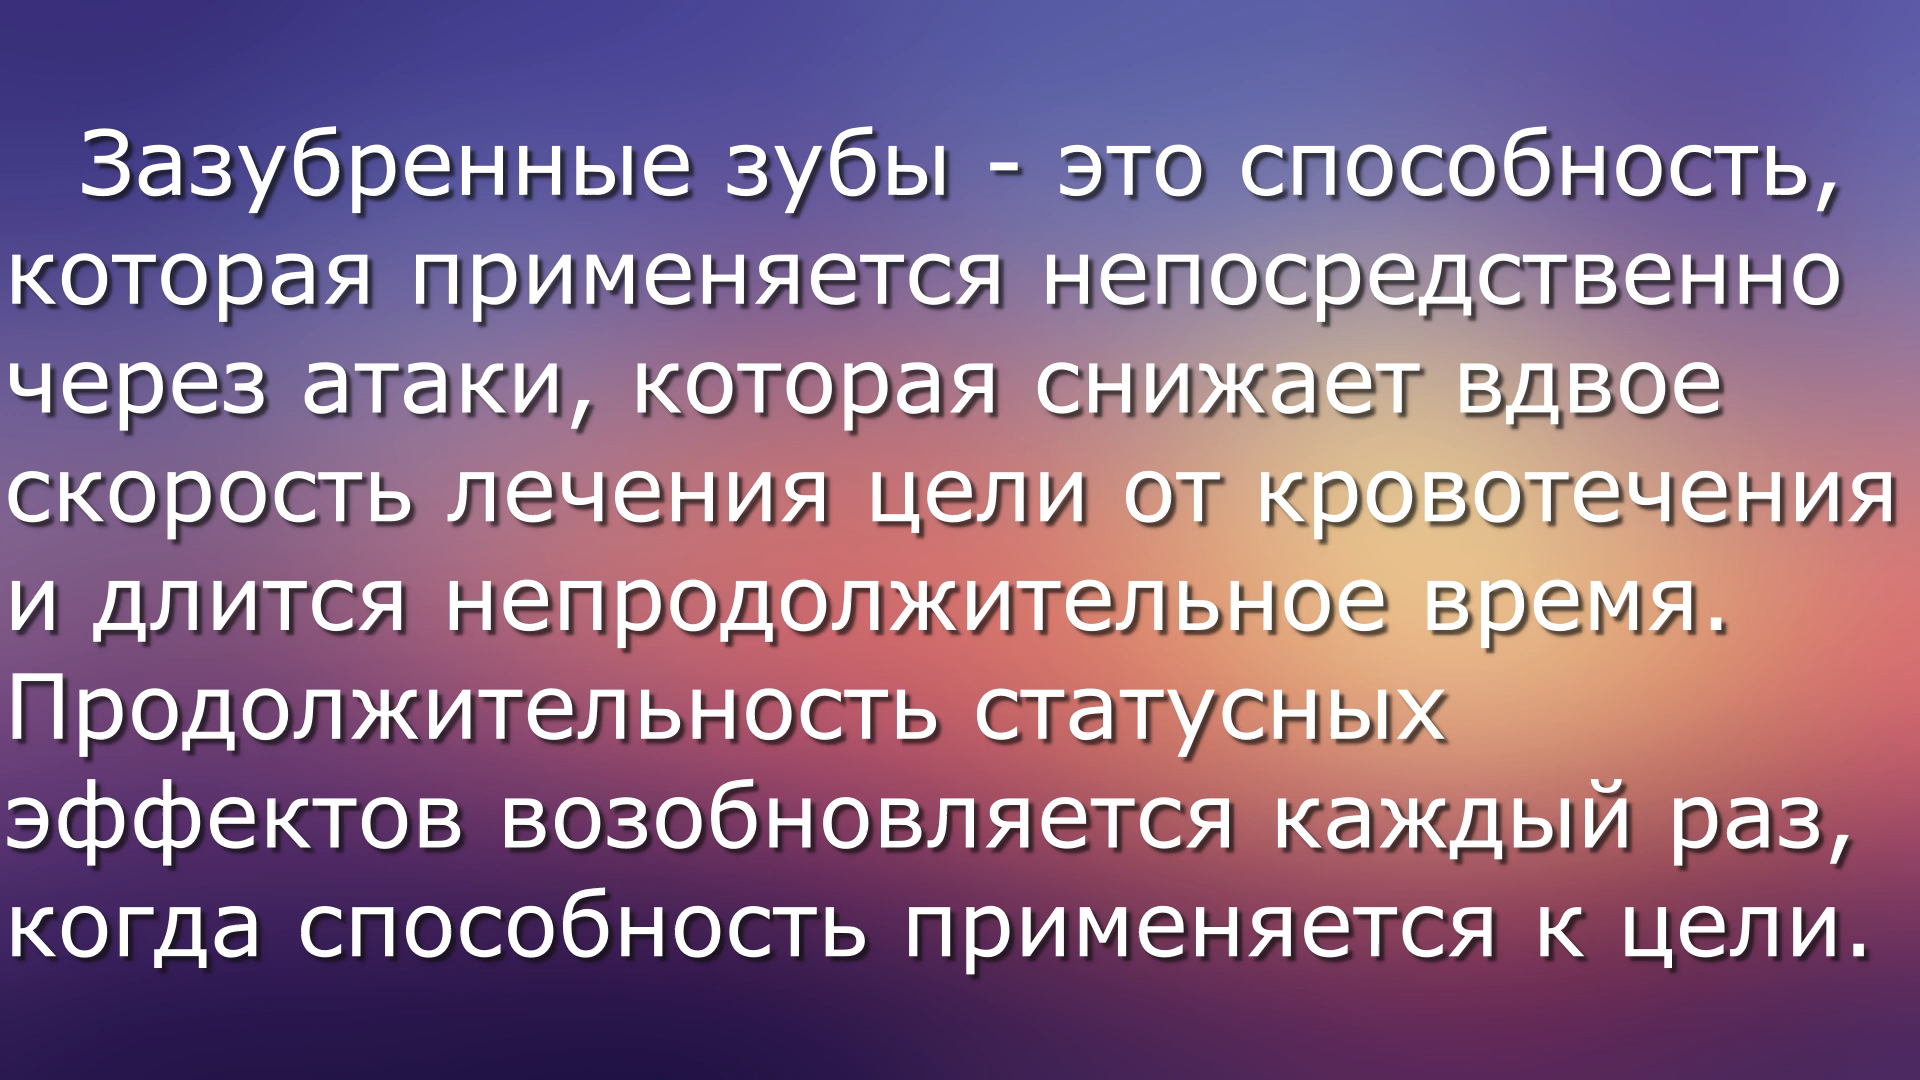 Зазубренные зубы - это способность,
которая применяется непосредственно
через атаки, которая снижает вдвое
скорость лечения цели от кровотечения
и длится непродолжительное время.
Продолжительность статусных
эффектов возобновляется каждый раз,
когда способность применяется к цели.